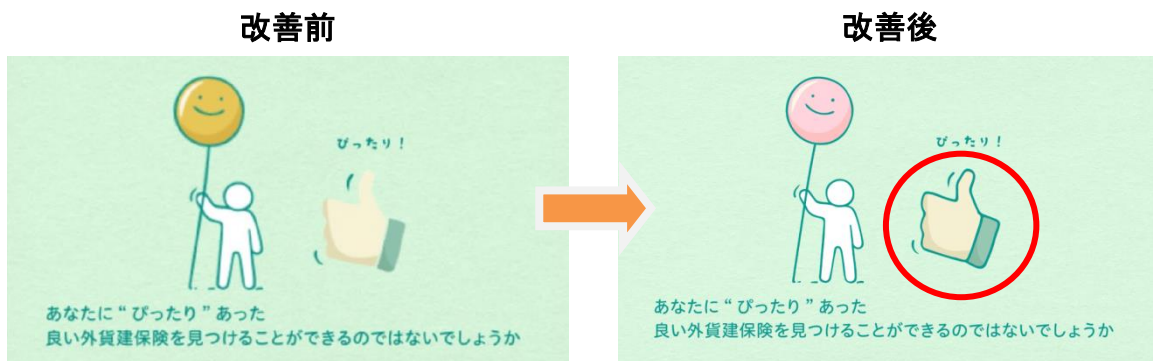 改善前
ぴったり!
あなたに“ぴったり”あった
良い外貨建保険を見つけることができるのではないでしょうか
改善後
ぴったり!
あなたに“ぴったり”あった
良い外貨建保険を見つけることができるのではないでしょうか